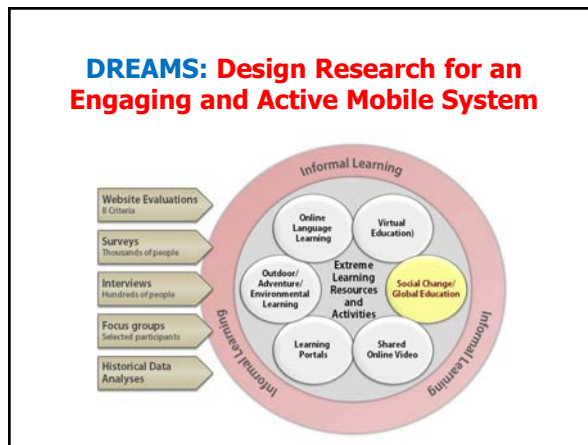 DREAMS: Design Research for an
Engaging and Active Mobile System
Website Evaluations
8 Criteria
Surveys
Thousands of people
Interviews
Hundreds of people
Focus groups
Selected participants
Historical Data
Analyses
Informal Learning
Informal Learning
Informal Learning
Online
Language
Learning
Virtual
Education)
Outdoor/
Adventure/
Environmental
Learning
Extreme
Learning
Resources
and
Activities
Social Change/
Global Education
Learning
Portals
Shared
Online Video